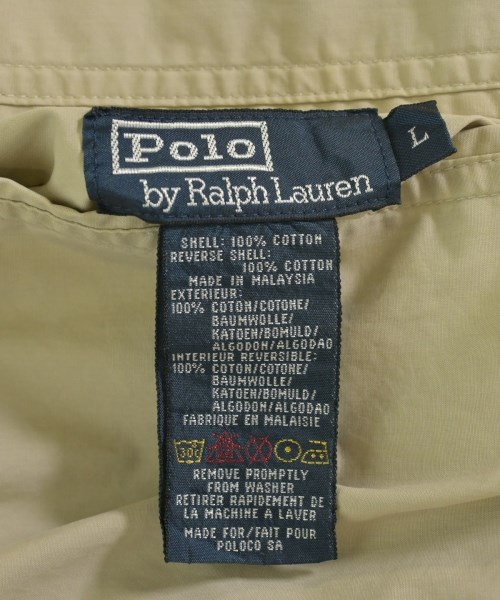 Polo
by Ralph Lauren
L
SHELL: 100% COTTON
REVERSE SHELL:
100% COTTON
MADE IN MALAYSIA
EXTERIEUR:
100% COTON/COTONE/
BAUMWOLLE/
KATOEN/BOMULD/
ALGODON/ALGODAO
INTERIEUR REVERSIBLE:
100% COTON/COTONE/
BAUMWOLLE/
KATOEN/BOMULD/
ALGODON/ALGODAO
FABRIQUE EN MALAISIE
30c
REMOVE PROMPTLY
FROM WASHER
RETIRER RAPIDEMENT DE
LA MACHINE A LAVER
MADE FOR/FAIT POUR
POLOCO SA